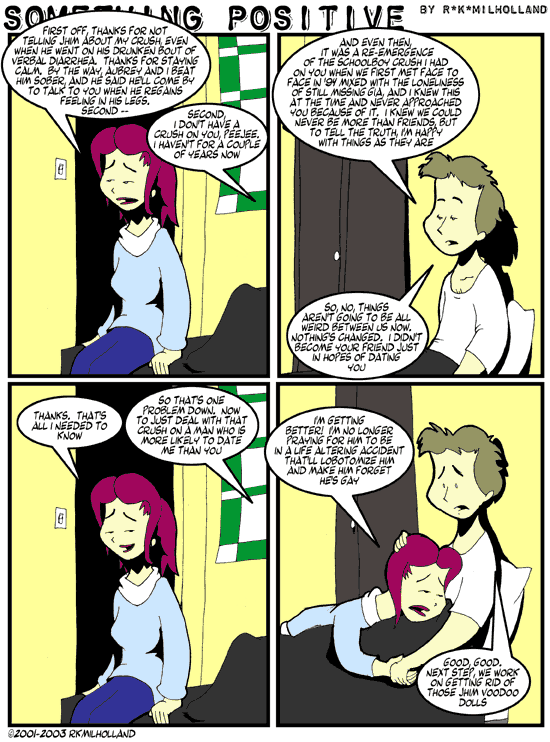 SOMETHING POSITIVE BY R*K*MILHOLLAND
FIRST OFF, THANKS FOR NOT
TELLING JHIM ABOUT MY CRUSH, EVEN
WHEN HE WENT ON HIS DRUNKEN BOUT OF
VERBAL DIARRHEA. THANKS FOR STAYING
CALM. BY THE WAY, AUBREY AND I BEAT
HIM SOBER, AND HE SAID HE'LL COME BY
TO TALK TO YOU WHEN HE REGAINS
FEELING IN HIS LEGS.
SECOND --
SECOND,
I DON'T HAVE A
CRUSH ON YOU, PEEJEE.
I HAVEN'T FOR A COUPLE
OF YEARS NOW
AND EVEN THEN,
IT WAS A RE-EMERGENCE
OF THE SCHOOLBOY CRUSH I HAD
ON YOU WHEN WE FIRST MET FACE TO
FACE IN '94 MIXED WITH THE LONELINESS
OF STILL MISSING GIA, AND I KNEW THIS
AT THE TIME AND NEVER APPROACHED
YOU BECAUSE OF IT. I KNEW WE COULD
NEVER BE MORE THAN FRIENDS, BUT
TO TELL THE TRUTH, I'M HAPPY
WITH THINGS AS THEY ARE
SO, NO, THINGS
AREN'T GOING TO BE ALL
WEIRD BETWEEN US NOW.
NOTHING'S CHANGED. I DIDN'T
BECOME YOUR FRIEND JUST
IN HOPES OF DATING
YOU
THANKS. THAT'S
ALL I NEEDED TO
KNOW
SO THAT'S ONE
PROBLEM DOWN. NOW
TO JUST DEAL WITH THAT
CRUSH ON A MAN WHO IS
MORE LIKELY TO DATE
ME THAN YOU
I'M GETTING
BETTER! I'M NO LONGER
PRAYING FOR HIM TO BE
IN A LIFE ALTERING ACCIDENT
THAT'LL LOBOTOMIZE HIM
AND MAKE HIM FORGET
HE'S GAY
GOOD, GOOD.
NEXT STEP, WE WORK
ON GETTING RID OF
THOSE JHIM VOODOO
DOLLS
©2001-2003 RKMILHOLLAND